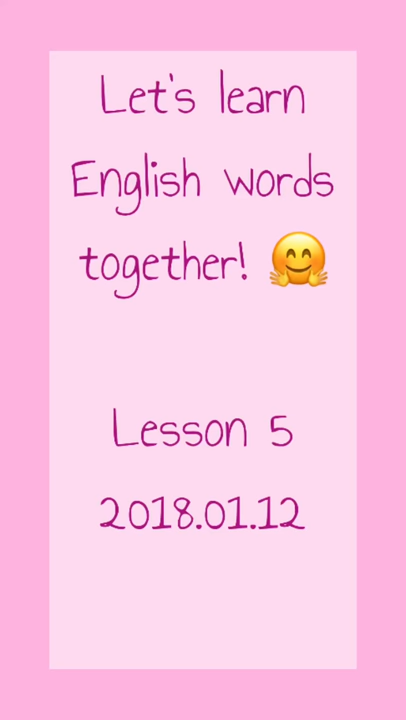 Let's learn
English words
together! 🤗
Lesson 5
2018.01.12